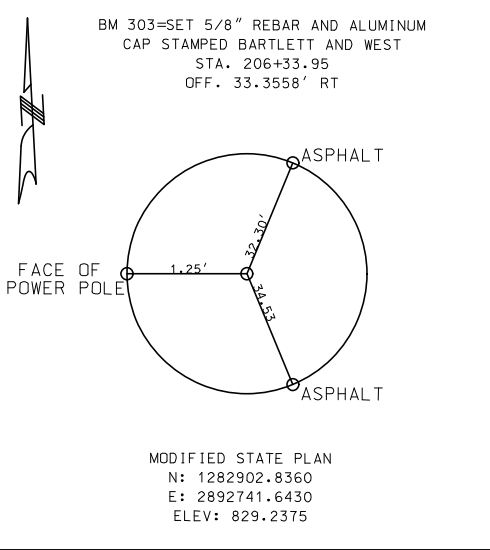 BM 303=SET 5/8" REBAR AND ALUMINUM
CAP STAMPED BARTLETT AND WEST
STA. 206+33.95
OFF. 33.3558' RT
N
ASPHALT
32.30'
1.25'
FACE OF
POWER POLE
34.53
ASPHALT
MODIFIED STATE PLAN
N: 1282902.8360
E: 2892741.6430
ELEV: 829.2375